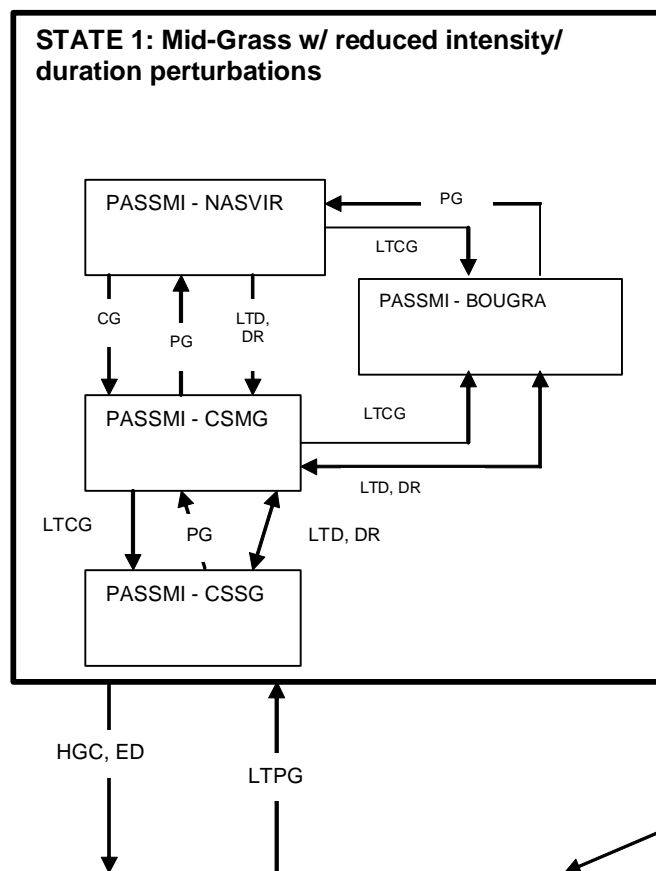 STATE 1: Mid-Grass w/ reduced intensity/
duration perturbations
PASSMI - NASVIR
PG
LTCG
PASSMI - BOUGRA
CG
PG
LTD,
DR
PASSMI - CSMG
LTCG
LTD, DR
LTCG
PG
LTD, DR
PASSMI - CSSG
HGC, ED
LTPG